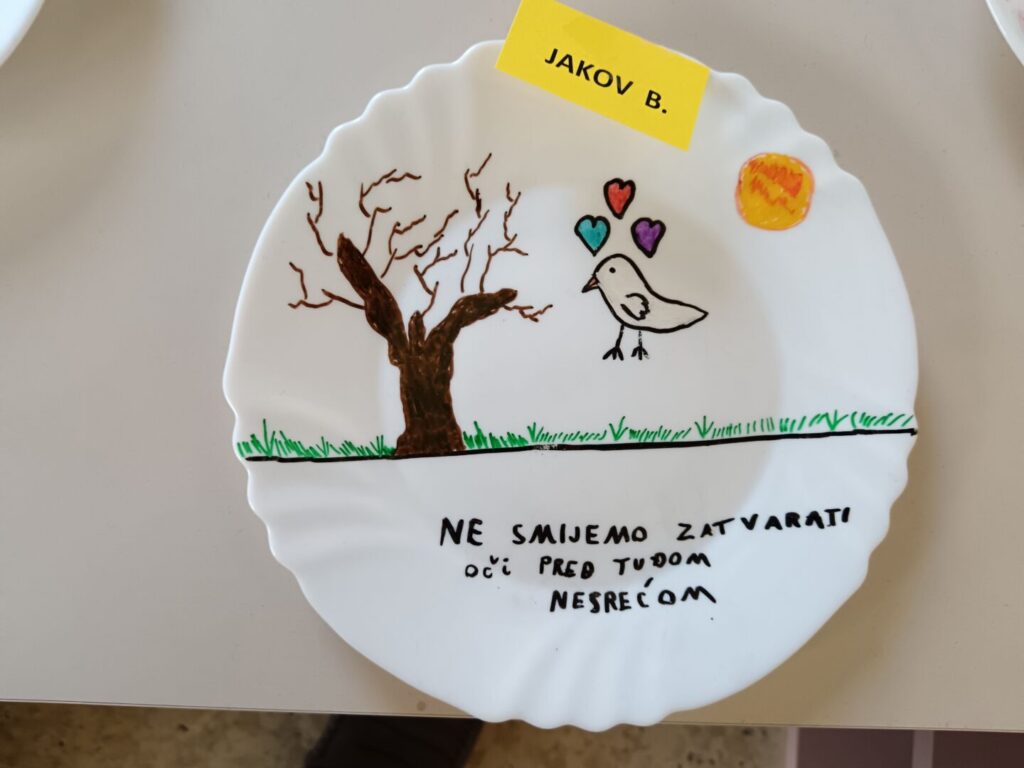 JAKOV B.
NE SMIJEMO ZATVARATI
OČI PRED TUĐOM
NESREĆOM